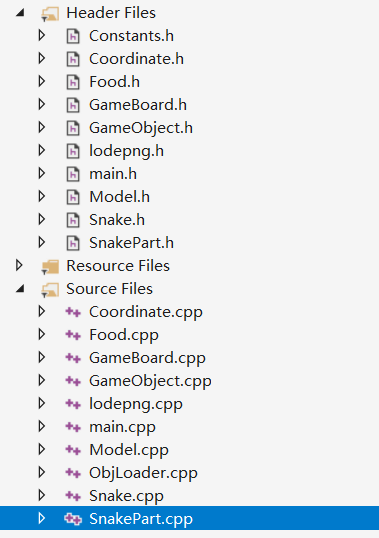 Header Files
Constants.h
Coordinate.h
Food.h
GameBoard.h
GameObject.h
lodepng.h
main.h
Model.h
Snake.h
SnakePart.h
Resource Files
Source Files
Coordinate.cpp
Food.cpp
GameBoard.cpp
GameObject.cpp
lodepng.cpp
main.cpp
Model.cpp
ObjLoader.cpp
Snake.cpp
SnakePart.cpp